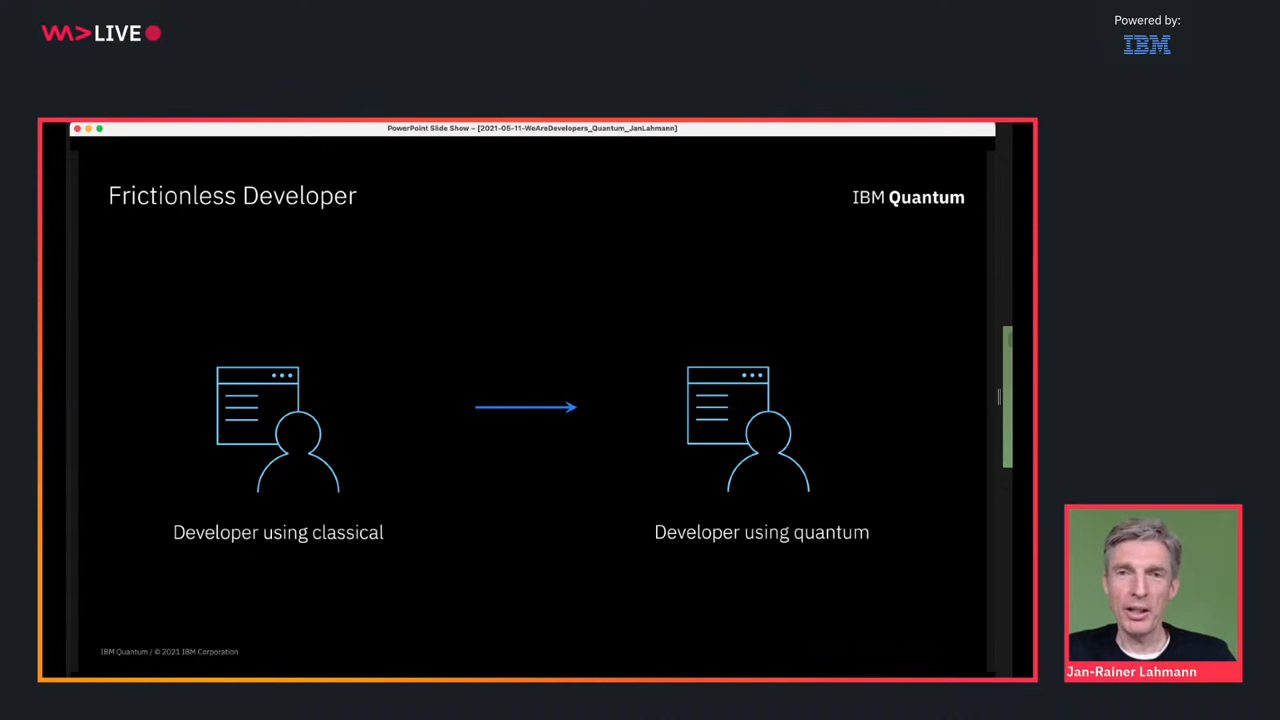 LIVE
Powered by:
IBM
PowerPoint Slide Show – [2021-05-11-WeAreDevelopers_Quantum_JanLahmann]
Frictionless Developer
IBM Quantum
Developer using classical
Developer using quantum
IBM Quantum / © 2021 IBM Corporation
Jan-Rainer Lahmann